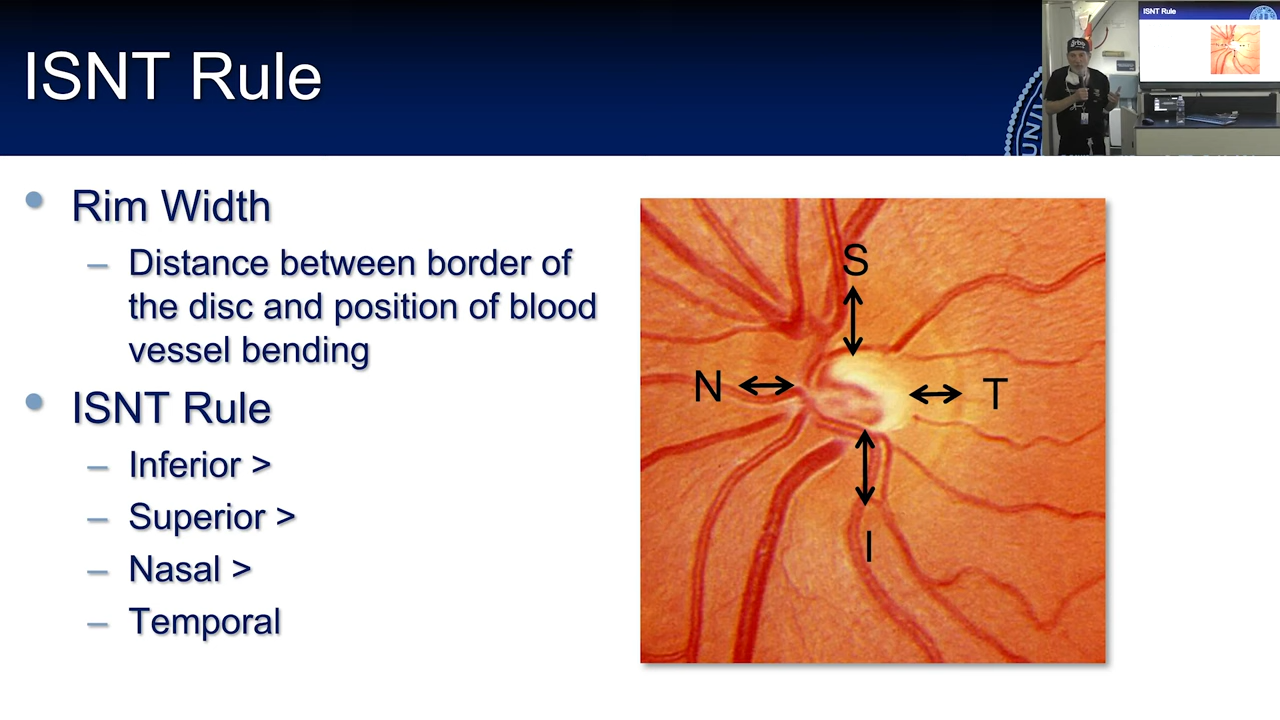 ISNT Rule
ISNT Rule
UNIV
Rim Width
– Distance between border of
the disc and position of blood
vessel bending
ISNT Rule
– Inferior >
– Superior >
– Nasal >
– Temporal
S
N
T
I